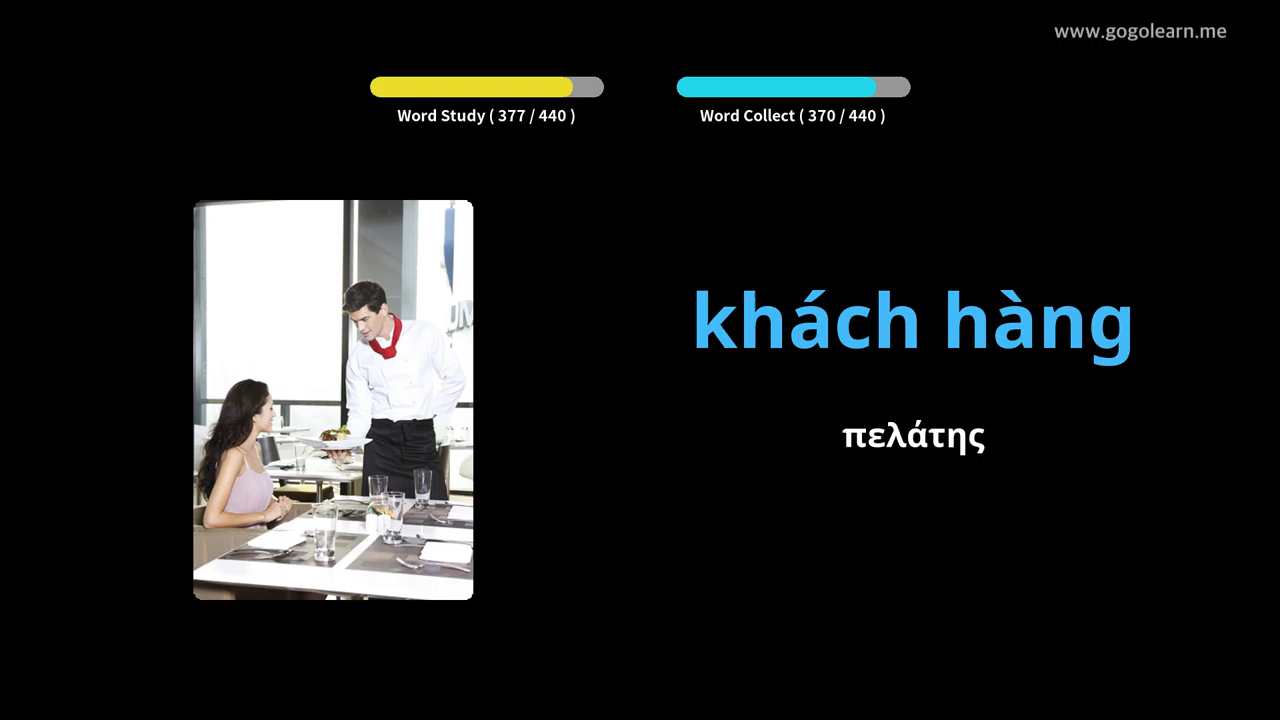 www.gogolearn.me
Word Study ( 377 / 440 )
Word Collect ( 370 / 440 )
khách hàng
πελάτης